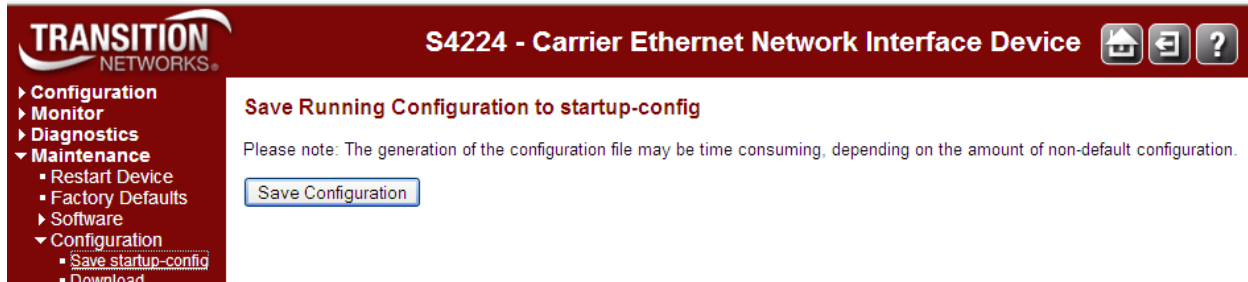 TRANSITION
NETWORKS®
S4224 - Carrier Ethernet Network Interface Device
?
Configuration
Monitor
Diagnostics
Maintenance
Restart Device
Factory Defaults
Software
Configuration
Save startup-config
Download
Save Running Configuration to startup-config
Please note: The generation of the configuration file may be time consuming, depending on the amount of non-default configuration.
Save Configuration